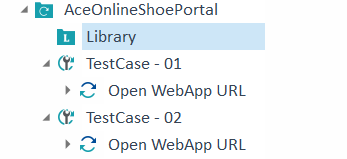 AceOnlineShoePortal
L Library
TestCase - 01
Open WebApp URL
TestCase - 02
Open WebApp URL